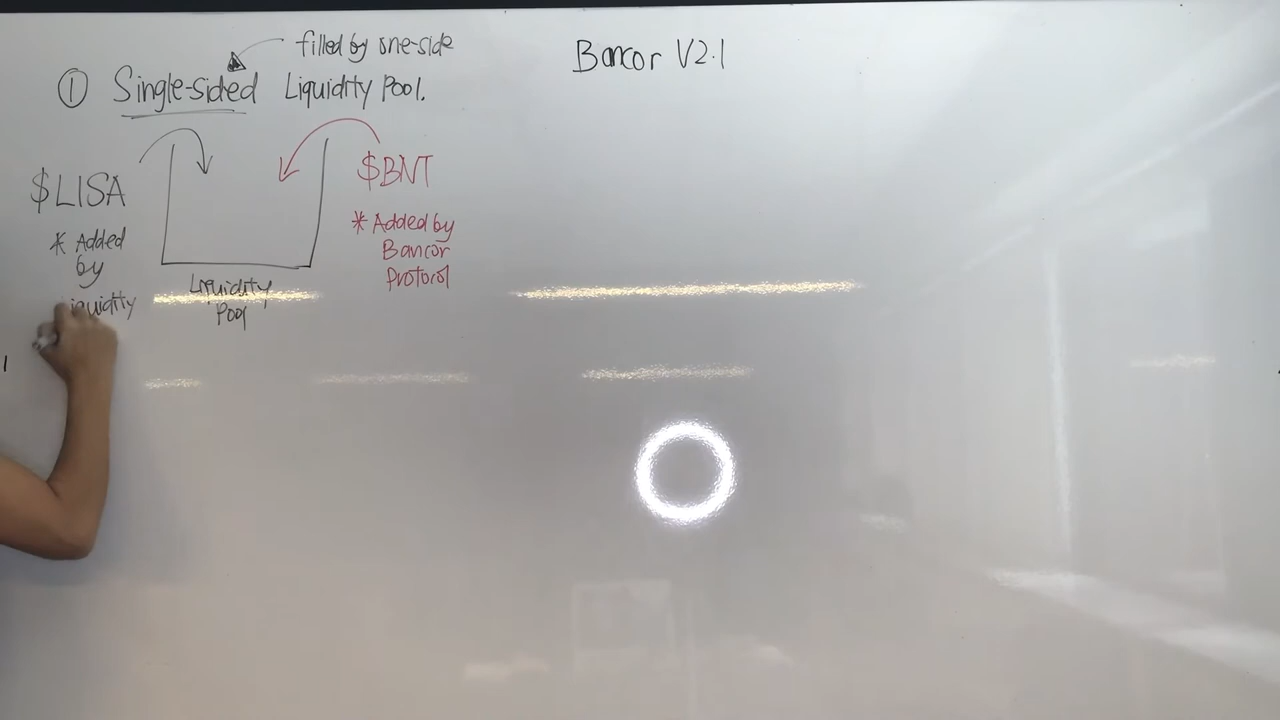 filled by one-side
Bancor V2.1
① Single-sided Liquidity Pool.
$LISA
* Added
by
$BNT
* Added by
Bancor
Protocol
Liquidity
Pool